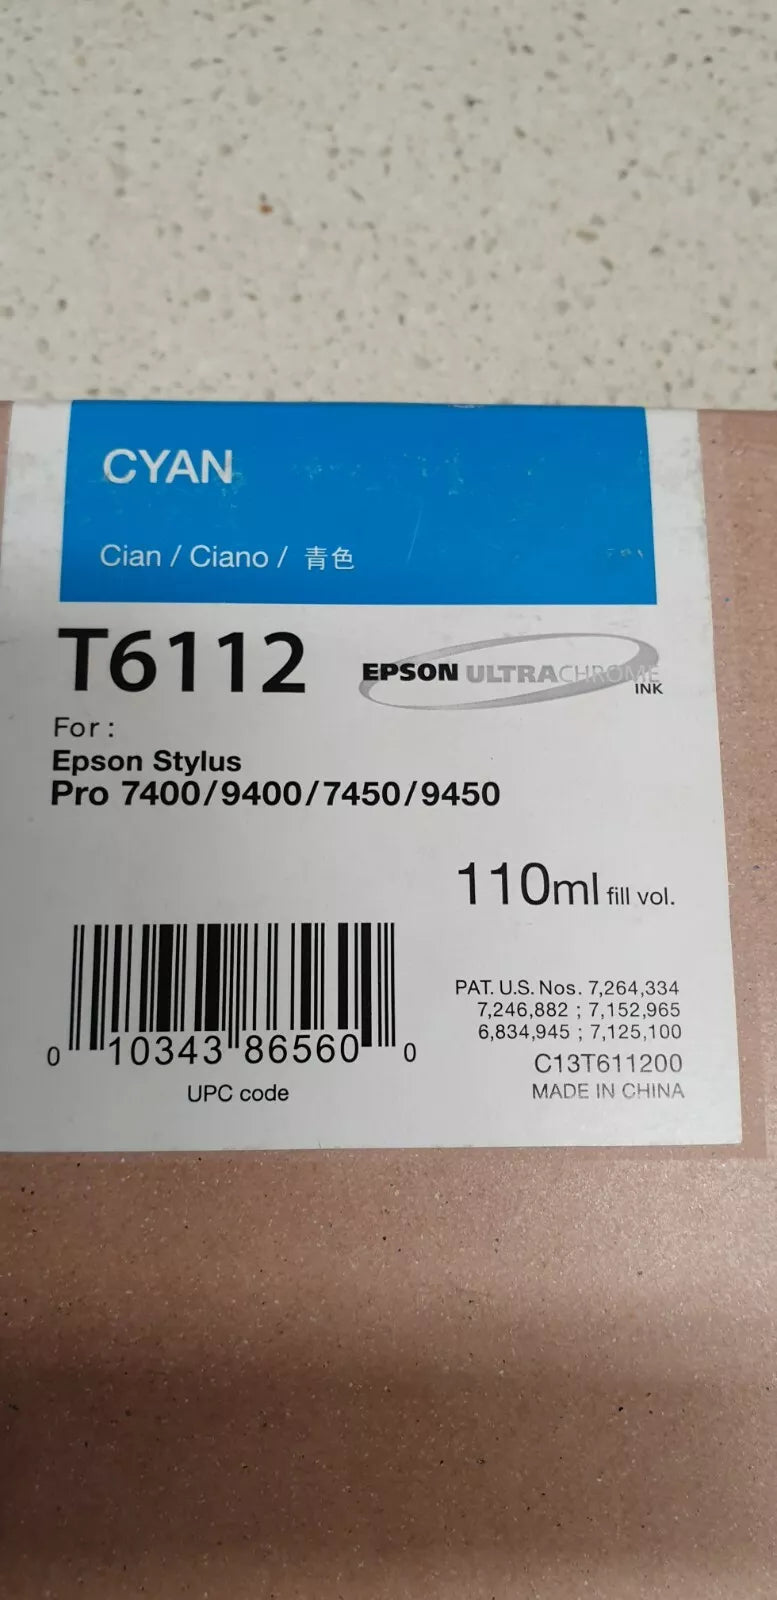 CYAN
Cian / Ciano / 青色
T6112
EPSON ULTRACHROME
INK
For :
Epson Stylus
Pro 7400/9400/7450/9450
110ml fill vol.
PAT. U.S. Nos. 7,264,334
7,246,882 ; 7,152,965
6,834,945 ; 7,125,100
C13T611200
MADE IN CHINA
0 10343 86560 0
UPC code